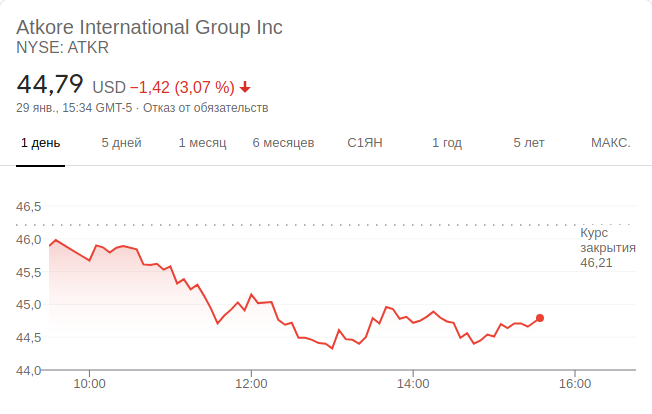 Atkore International Group Inc
NYSE: ATKR
44,79 USD −1,42 (3,07 %)
29 янв., 15:34 GMT-5 · Отказ от обязательств
1 день 5 дней 1 месяц 6 месяцев С1ЯН 1 год 5 лет МАКС.
46,5
46,0
45,5
45,0
44,5
44,0
Курс
закрытия
46,21
10:00 12:00 14:00 16:00